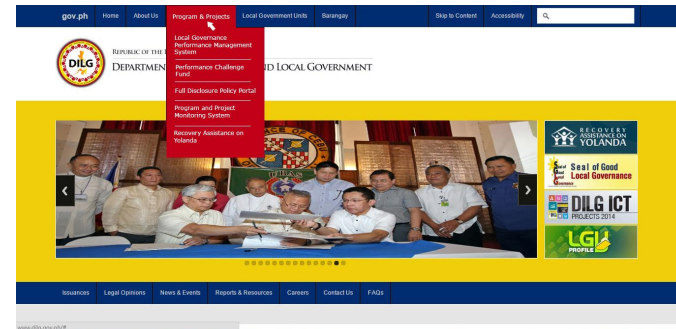 gov.ph Home About Us Program & Projects Local Government Units Barangay Skip to Content Accessibility
Local Governance
Performance Management
System
Performance Challenge
Fund
Full Disclosure Policy Portal
Program and Project
Monitoring System
Recovery Assistance on
Yolanda
DILG
REPUBLIC OF THE
DEPARTMEN ND LOCAL GOVERNMENT
RECOVERY
ASSISTANCE ON
YOLANDA
Seal of Good
Local Governance
DILG ICT
PROJECTS 2014
LGU
PROFILE
Issuances Legal Opinions News & Events Reports & Resources Careers Contact Us FAQs